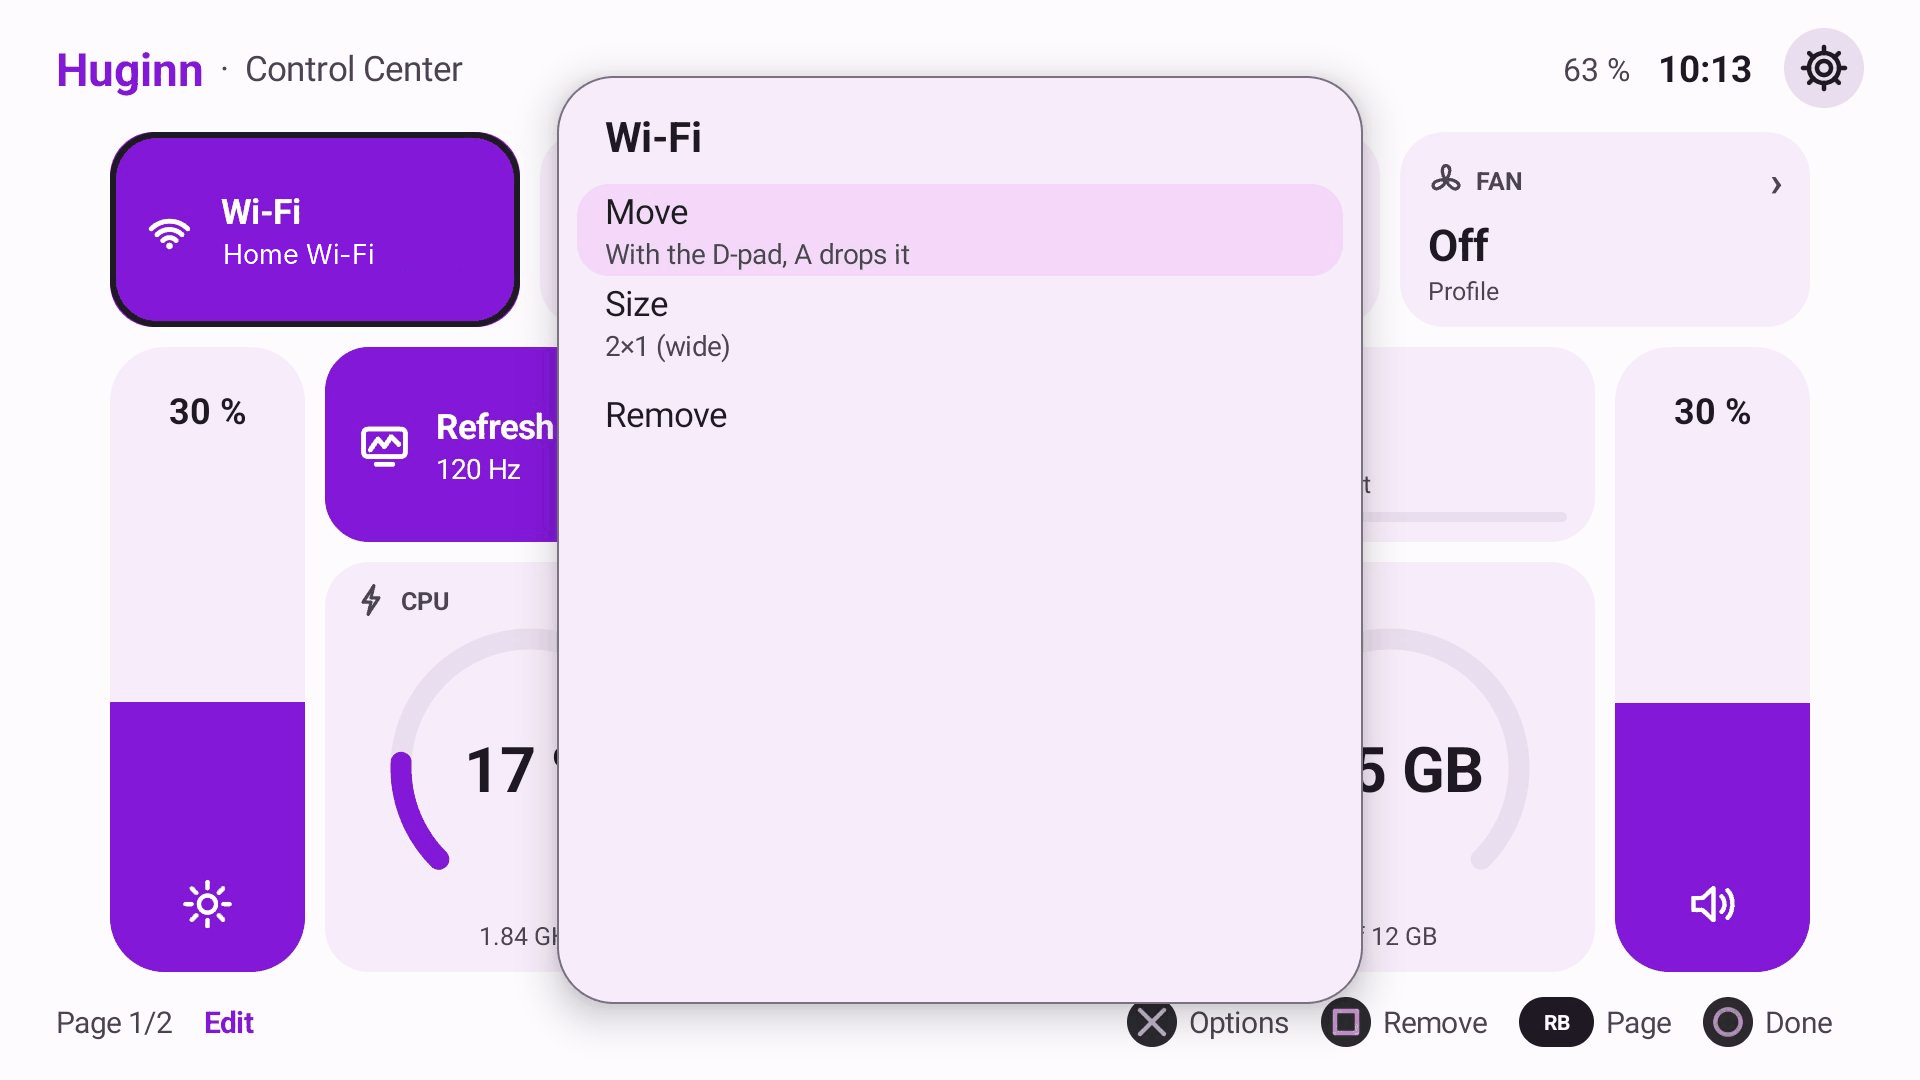 Huginn · Control Center
63 % 10:13
Wi-Fi
Home Wi-Fi
Wi-Fi
Move
With the D-pad, A drops it
Size
2×1 (wide)
Remove
FAN
Off
Profile
30 %
Refresh
120 Hz
30 %
CPU
17
5 GB
1.84
12 GB
Page 1/2 Edit
Options Remove RB Page Done